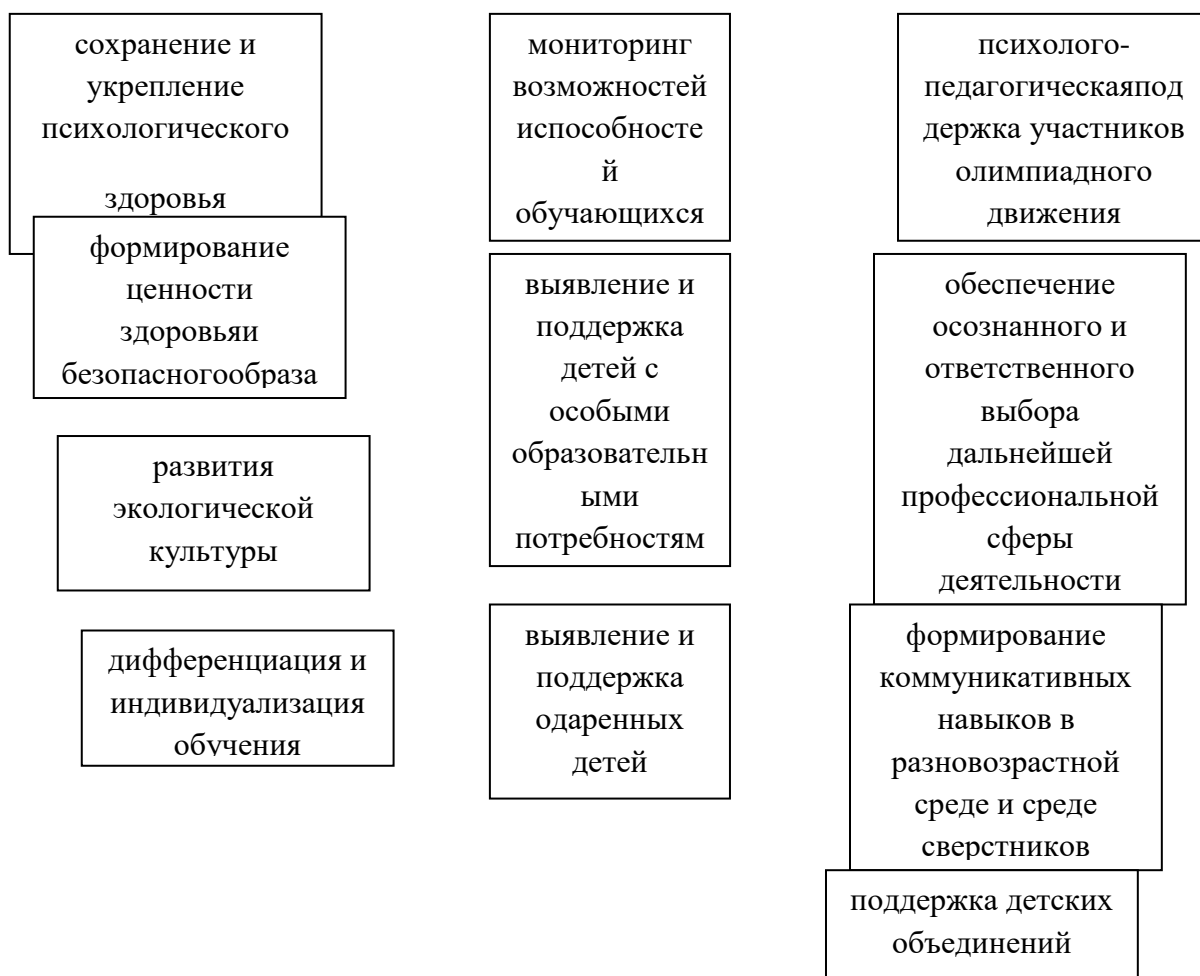 сохранение и
укрепление
психологического
здоровья
формирование
ценности
здоровьяи
безопасногообраза
развития
экологической
культуры
дифференциация и
индивидуализация
обучения
мониторинг
возможностей
испособносте
й
обучающихся
выявление и
поддержка
детей с
особыми
образовательн
ыми
потребностям
выявление и
поддержка
одаренных
детей
психолого-
педагогическаяпод
держка участников
олимпиадного
движения
обеспечение
осознанного и
ответственного
выбора
дальнейшей
профессиональной
сферы
деятельности
формирование
коммуникативных
навыков в
разновозрастной
среде и среде
сверстников
поддержка детских
объединений